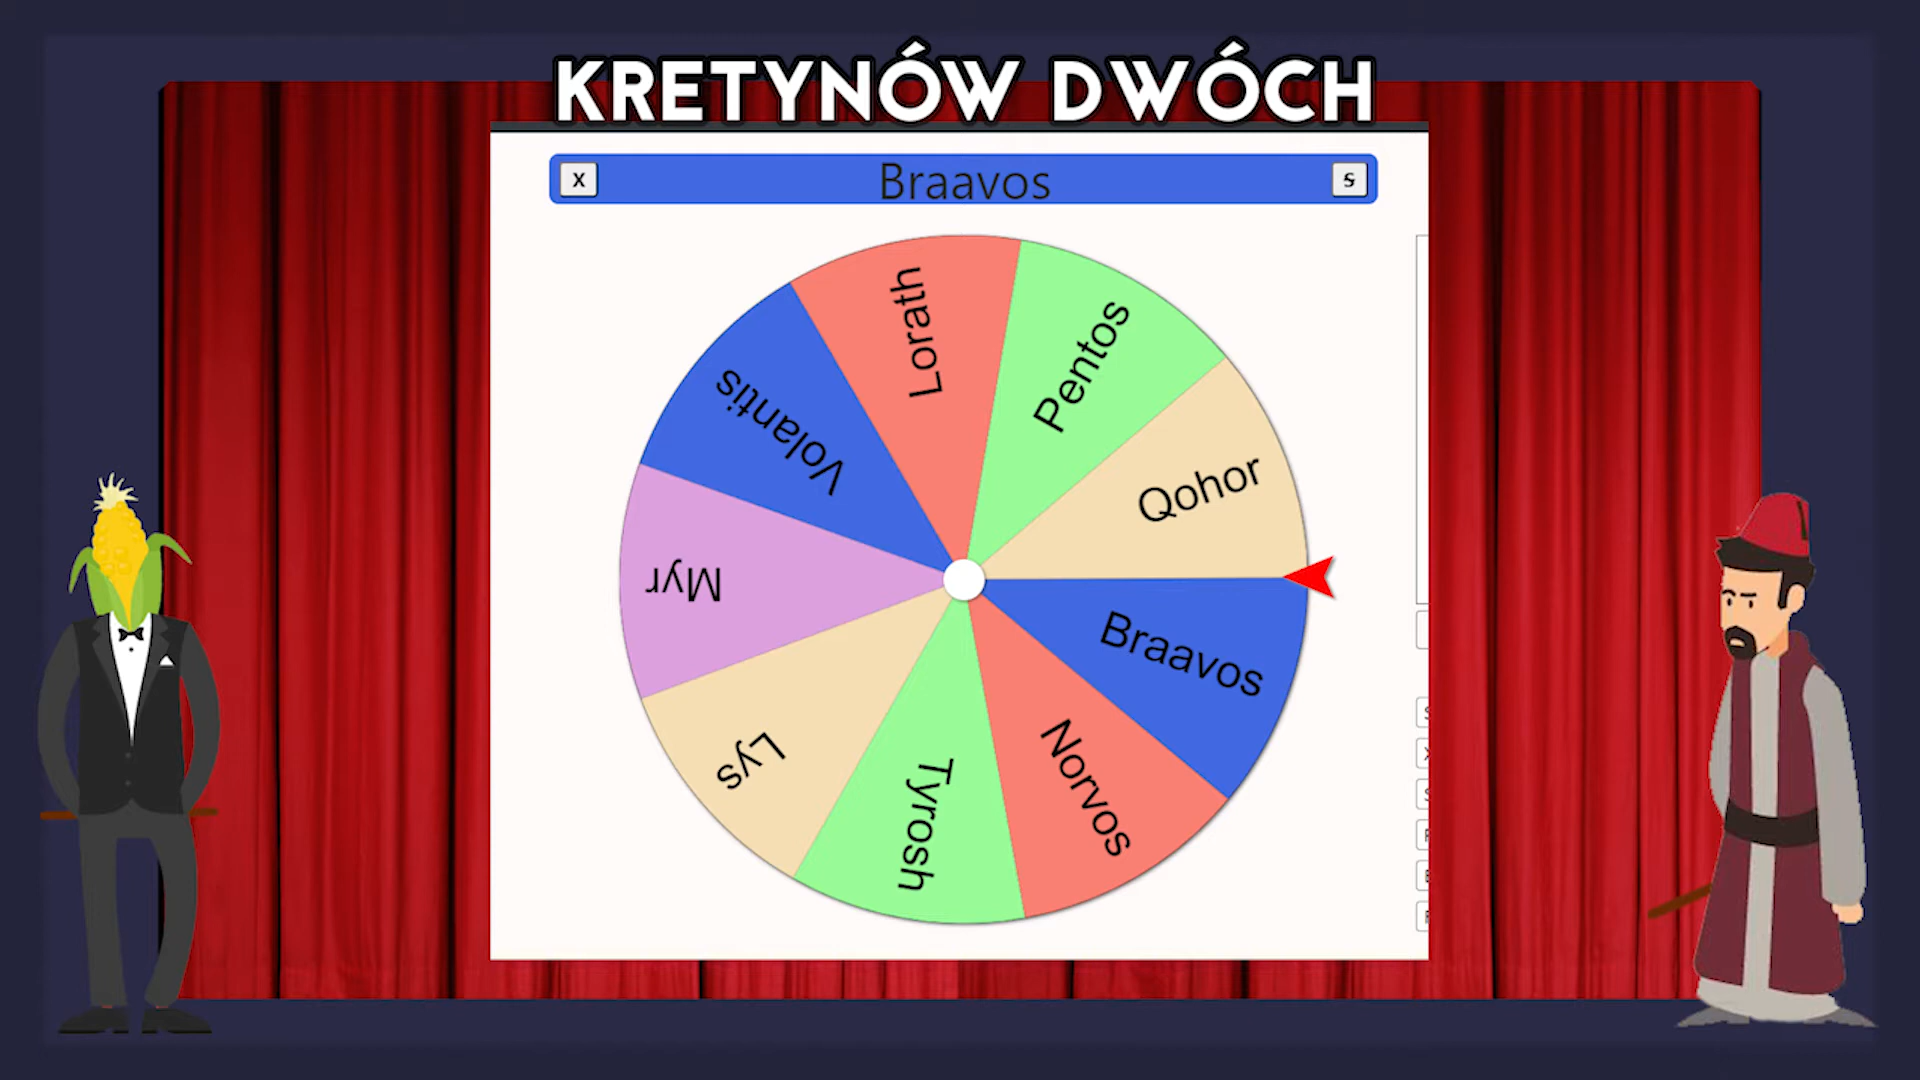 KRETYNÓW DWÓCH
X
Braavos
S
Lorath
Pentos
Volantis
Qohor
Myr
Braavos
Lys
Norvos
Tyrosh